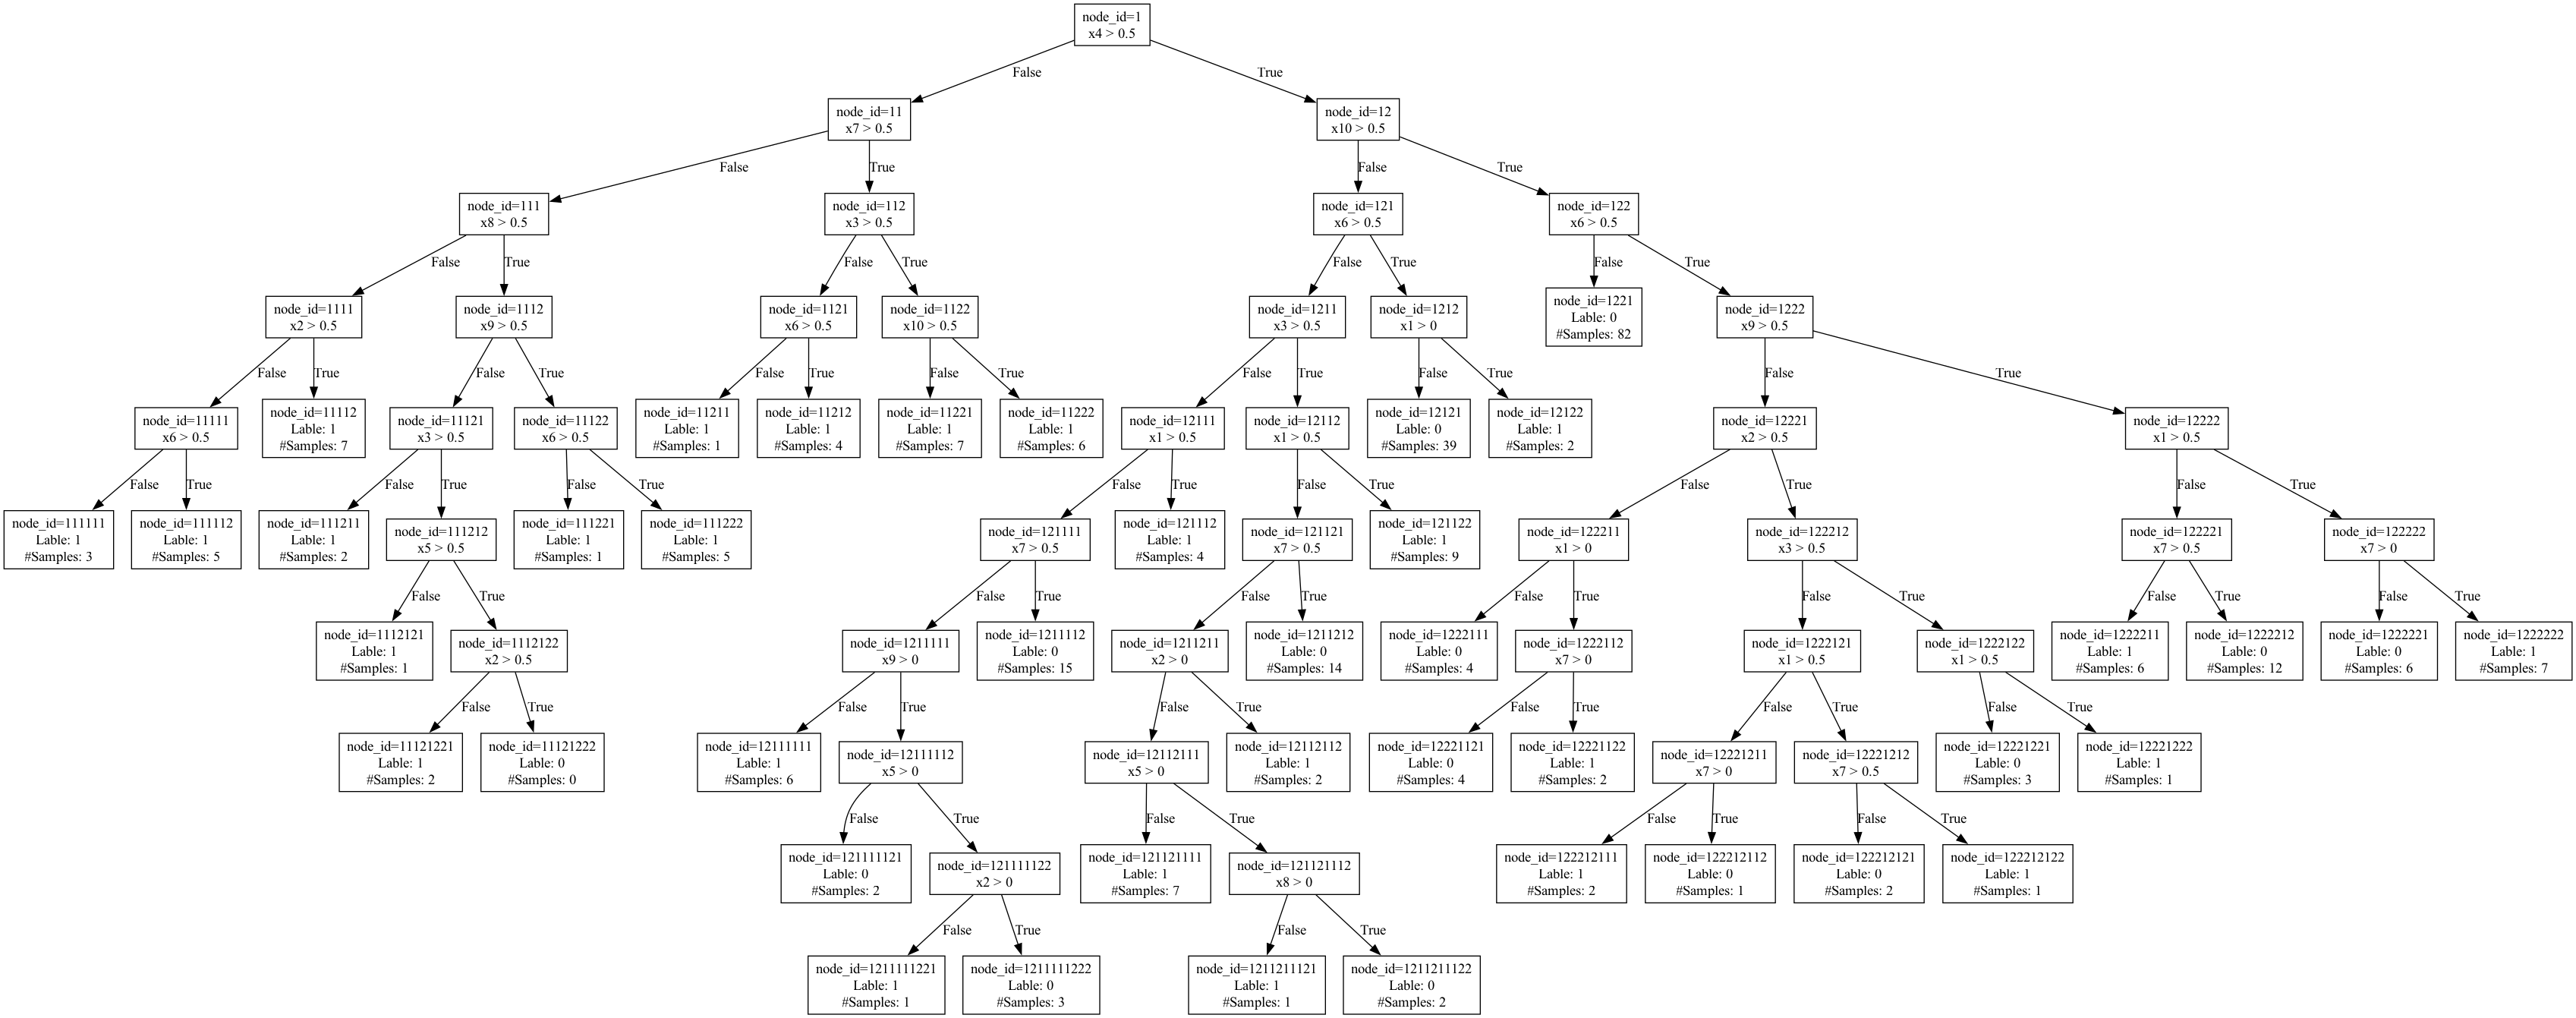 node_id=1
x4 > 0.5
False
True
node_id=11
x7 > 0.5
node_id=12
x10 > 0.5
False
True
False
True
node_id=111
x8 > 0.5
node_id=112
x3 > 0.5
node_id=121
x6 > 0.5
node_id=122
x6 > 0.5
False
True
False
True
False
True
False
True
node_id=1111
x2 > 0.5
node_id=1112
x9 > 0.5
node_id=1121
x6 > 0.5
node_id=1122
x10 > 0.5
node_id=1211
x3 > 0.5
node_id=1212
x1 > 0
node_id=1221
Lable: 0
#Samples: 82
node_id=1222
x9 > 0.5
False
True
False
True
False
True
False
True
False
True
False
True
False
True
node_id=11111
x6 > 0.5
node_id=11112
Lable: 1
#Samples: 7
node_id=11121
x3 > 0.5
node_id=11122
x6 > 0.5
node_id=11211
Lable: 1
#Samples: 1
node_id=11212
Lable: 1
#Samples: 4
node_id=11221
Lable: 1
#Samples: 7
node_id=11222
Lable: 1
#Samples: 6
node_id=12111
x1 > 0.5
node_id=12112
x1 > 0.5
node_id=12121
Lable: 0
#Samples: 39
node_id=12122
Lable: 1
#Samples: 2
node_id=12221
x2 > 0.5
node_id=12222
x1 > 0.5
False
True
False
True
False
True
False
True
False
True
False
True
False
True
node_id=111111
Lable: 1
#Samples: 3
node_id=111112
Lable: 1
#Samples: 5
node_id=111211
Lable: 1
#Samples: 2
node_id=111212
x5 > 0.5
node_id=111221
Lable: 1
#Samples: 1
node_id=111222
Lable: 1
#Samples: 5
node_id=121111
x7 > 0.5
node_id=121112
Lable: 1
#Samples: 4
node_id=121121
x7 > 0.5
node_id=121122
Lable: 1
#Samples: 9
node_id=122211
x1 > 0
node_id=122212
x3 > 0.5
node_id=122221
x7 > 0.5
node_id=122222
x7 > 0
False
True
False
True
False
True
False
True
False
True
False
True
False
True
node_id=1112121
Lable: 1
#Samples: 1
node_id=1112122
x2 > 0.5
node_id=1211111
x9 > 0
node_id=1211112
Lable: 0
#Samples: 15
node_id=1211211
x2 > 0
node_id=1211212
Lable: 0
#Samples: 14
node_id=1222111
Lable: 0
#Samples: 4
node_id=1222112
x7 > 0
node_id=1222121
x1 > 0.5
node_id=1222122
x1 > 0.5
node_id=1222211
Lable: 1
#Samples: 6
node_id=1222212
Lable: 0
#Samples: 12
node_id=1222221
Lable: 0
#Samples: 6
node_id=1222222
Lable: 1
#Samples: 7
False
True
False
True
False
True
False
True
False
True
False
True
node_id=11121221
Lable: 1
#Samples: 2
node_id=11121222
Lable: 0
#Samples: 0
node_id=12111111
Lable: 1
#Samples: 6
node_id=12111112
x5 > 0
node_id=12112111
x5 > 0
node_id=12112112
Lable: 1
#Samples: 2
node_id=12221121
Lable: 0
#Samples: 4
node_id=12221122
Lable: 1
#Samples: 2
node_id=12221211
x7 > 0
node_id=12221212
x7 > 0.5
node_id=12221221
Lable: 0
#Samples: 3
node_id=12221222
Lable: 1
#Samples: 1
False
True
False
True
False
True
False
True
node_id=121111121
Lable: 0
#Samples: 2
node_id=121111122
x2 > 0
node_id=121121111
Lable: 1
#Samples: 7
node_id=121121112
x8 > 0
node_id=122212111
Lable: 1
#Samples: 2
node_id=122212112
Lable: 0
#Samples: 1
node_id=122212121
Lable: 0
#Samples: 2
node_id=122212122
Lable: 1
#Samples: 1
False
True
False
True
node_id=1211111221
Lable: 1
#Samples: 1
node_id=1211111222
Lable: 0
#Samples: 3
node_id=1211211121
Lable: 1
#Samples: 1
node_id=1211211122
Lable: 0
#Samples: 2